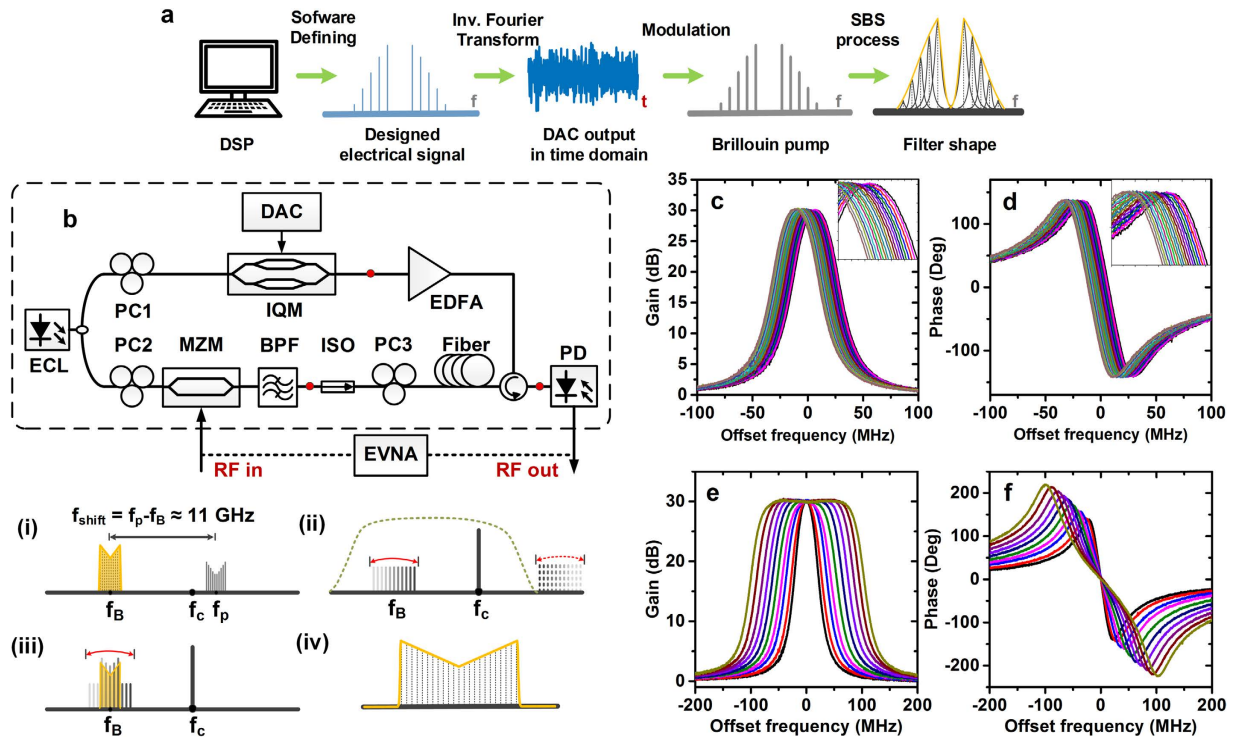 a
Sofware
Defining
Inv. Fourier
Transform
Modulation
SBS
process
f
t
f
f
DSP
Designed
electrical signal
DAC output
in time domain
Brillouin pump
Filter shape
b
DAC
PC1
IQM
EDFA
ECL
PC2
MZM
BPF
ISO
PC3
Fiber
PD
EVNA
RF in
RF out
(i)
fshift = fp-fB ≈ 11 GHz
fB
fc
fp
(ii)
fB
fc
(iii)
fB
fc
(iv)
c
Gain (dB)
35
30
25
20
15
10
5
0
-100
-50
0
50
100
Offset frequency (MHz)
d
Phase (Deg)
100
0
-100
-100
-50
0
50
100
Offset frequency (MHz)
e
Gain (dB)
30
20
10
0
-200
-100
0
100
200
Offset frequency (MHz)
f
Phase (Deg)
200
100
0
-100
-200
-200
-100
0
100
200
Offset frequency (MHz)